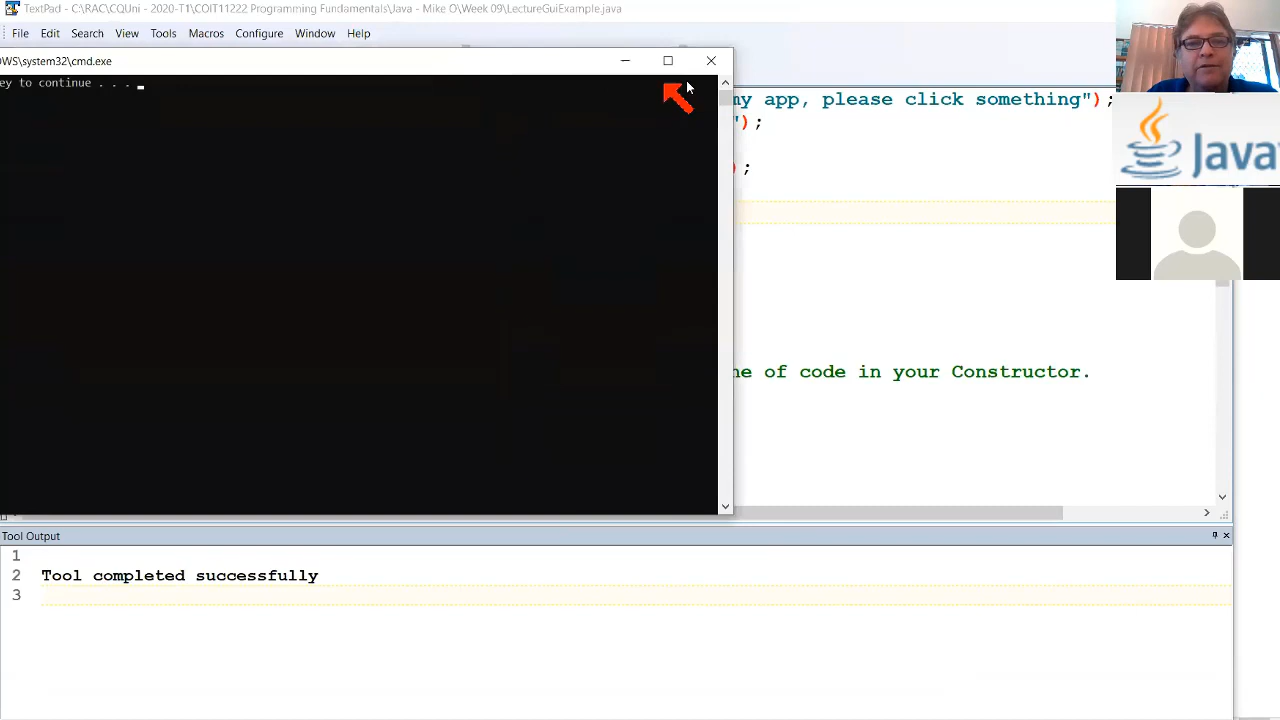 TextPad - C:\RAC\CQUni - 2020-T1\COIT11222 Programming Fundamentals\Java - Mike O\Week 09\LectureGuiExample.java
File Edit Search View Tools Macros Configure Window Help
OWS\system32\cmd.exe
ey to continue . . .
my app, please click something");
");
);
ne of code in your Constructor.
Java
Tool Output
1
2 Tool completed successfully
3